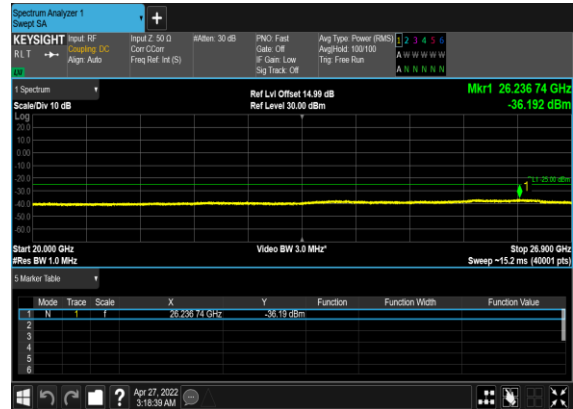 Spectrum Analyzer 1
Swept SA
+
KEYSIGHT Input: RF Input Z: 50 Ω #Atten: 30 dB PNO: Fast Avg Type: Power (RMS) 1 2 3 4 5 6
RLT Coupling: DC Corr CCorr Gate: Off Avg|Hold: 100/100 A W W W W W
Align: Auto Freq Ref: Int (S) IF Gain: Low Trig: Free Run
Sig Track: Off A N N N N N
1 Spectrum Ref Lvl Offset 14.99 dB Mkr1 26.236 74 GHz
Scale/Div 10 dB Ref Level 30.00 dBm -36.192 dBm
Log
20.0
10.0
0.00
-10.0
-20.0
L1 -25.00 dBm
1
-30.0
-40.0
-50.0
-60.0
Start 20.000 GHz Video BW 3.0 MHz* Stop 26.900 GHz
#Res BW 1.0 MHz Sweep ~15.2 ms (40001 pts)
5 Marker Table
Mode Trace Scale X Y Function Function Width Function Value
1 N 1 f 26.236 74 GHz -36.19 dBm
2
3
4
5
6
? Apr 27, 2022
3:18:39 AM